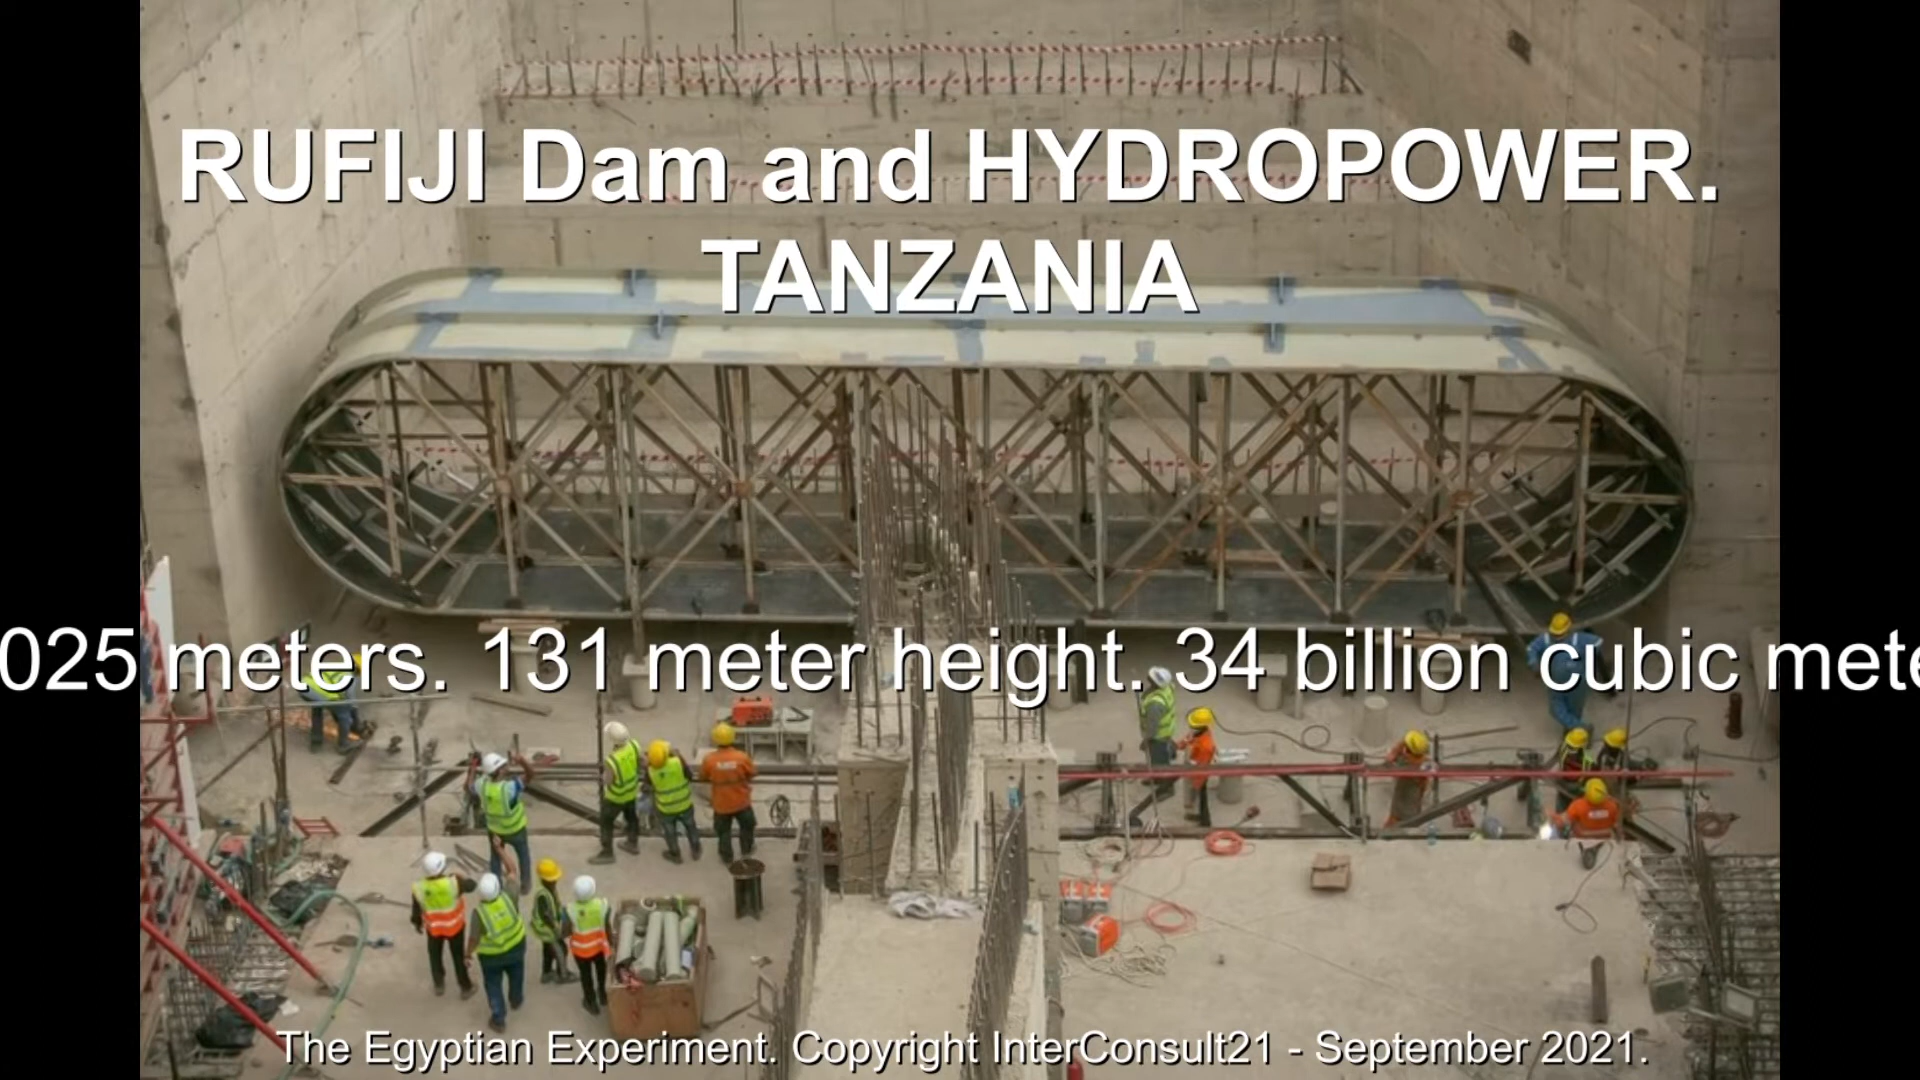 RUFIJI Dam and HYDROPOWER.
TANZANIA
025 meters. 131 meter height. 34 billion cubic mete
The Egyptian Experiment. Copyright InterConsult21 - September 2021.